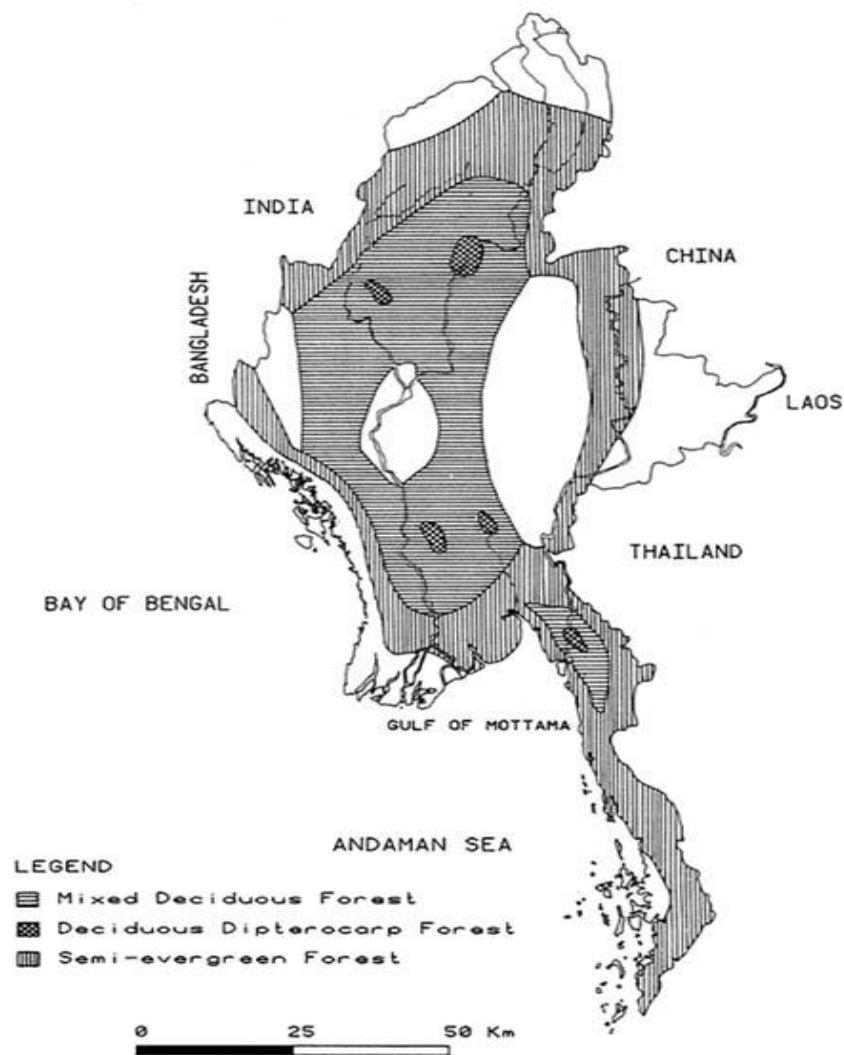 INDIA
CHINA
BANGLADESH
LAOS
THAILAND
BAY OF BENGAL
GULF OF MOTTAMA
ANDAMAN SEA
LEGEND
Mixed Deciduous Forest
Deciduous Dipterocarp Forest
Semi-evergreen Forest
0 25 50 Km